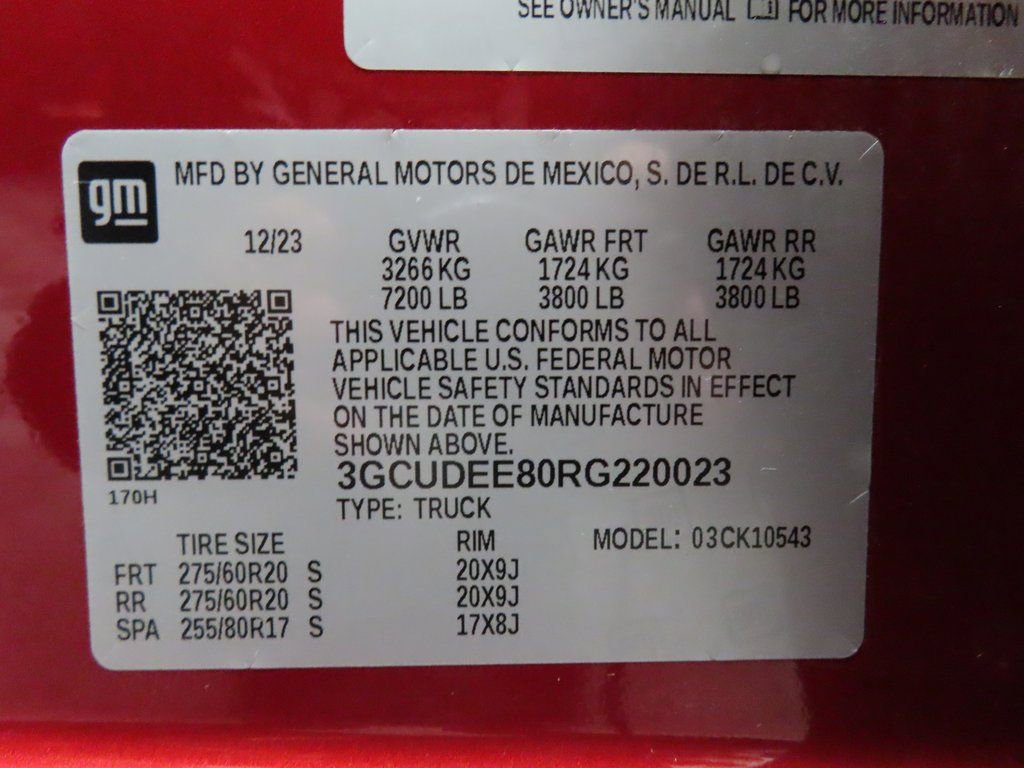 SEE OWNER'S MANUAL FOR MORE INFORMATION
gm
MFD BY GENERAL MOTORS DE MEXICO, S. DE R.L. DE C.V.
12/23 GVWR GAWR FRT GAWR RR
3266 KG 1724 KG 1724 KG
7200 LB 3800 LB 3800 LB
THIS VEHICLE CONFORMS TO ALL
APPLICABLE U.S. FEDERAL MOTOR
VEHICLE SAFETY STANDARDS IN EFFECT
ON THE DATE OF MANUFACTURE
SHOWN ABOVE.
3GCUDEE80RG220023
170H
TYPE: TRUCK
TIRE SIZE RIM MODEL: 03CK10543
FRT 275/60R20 S 20X9J
RR 275/60R20 S 20X9J
SPA 255/80R17 S 17X8J